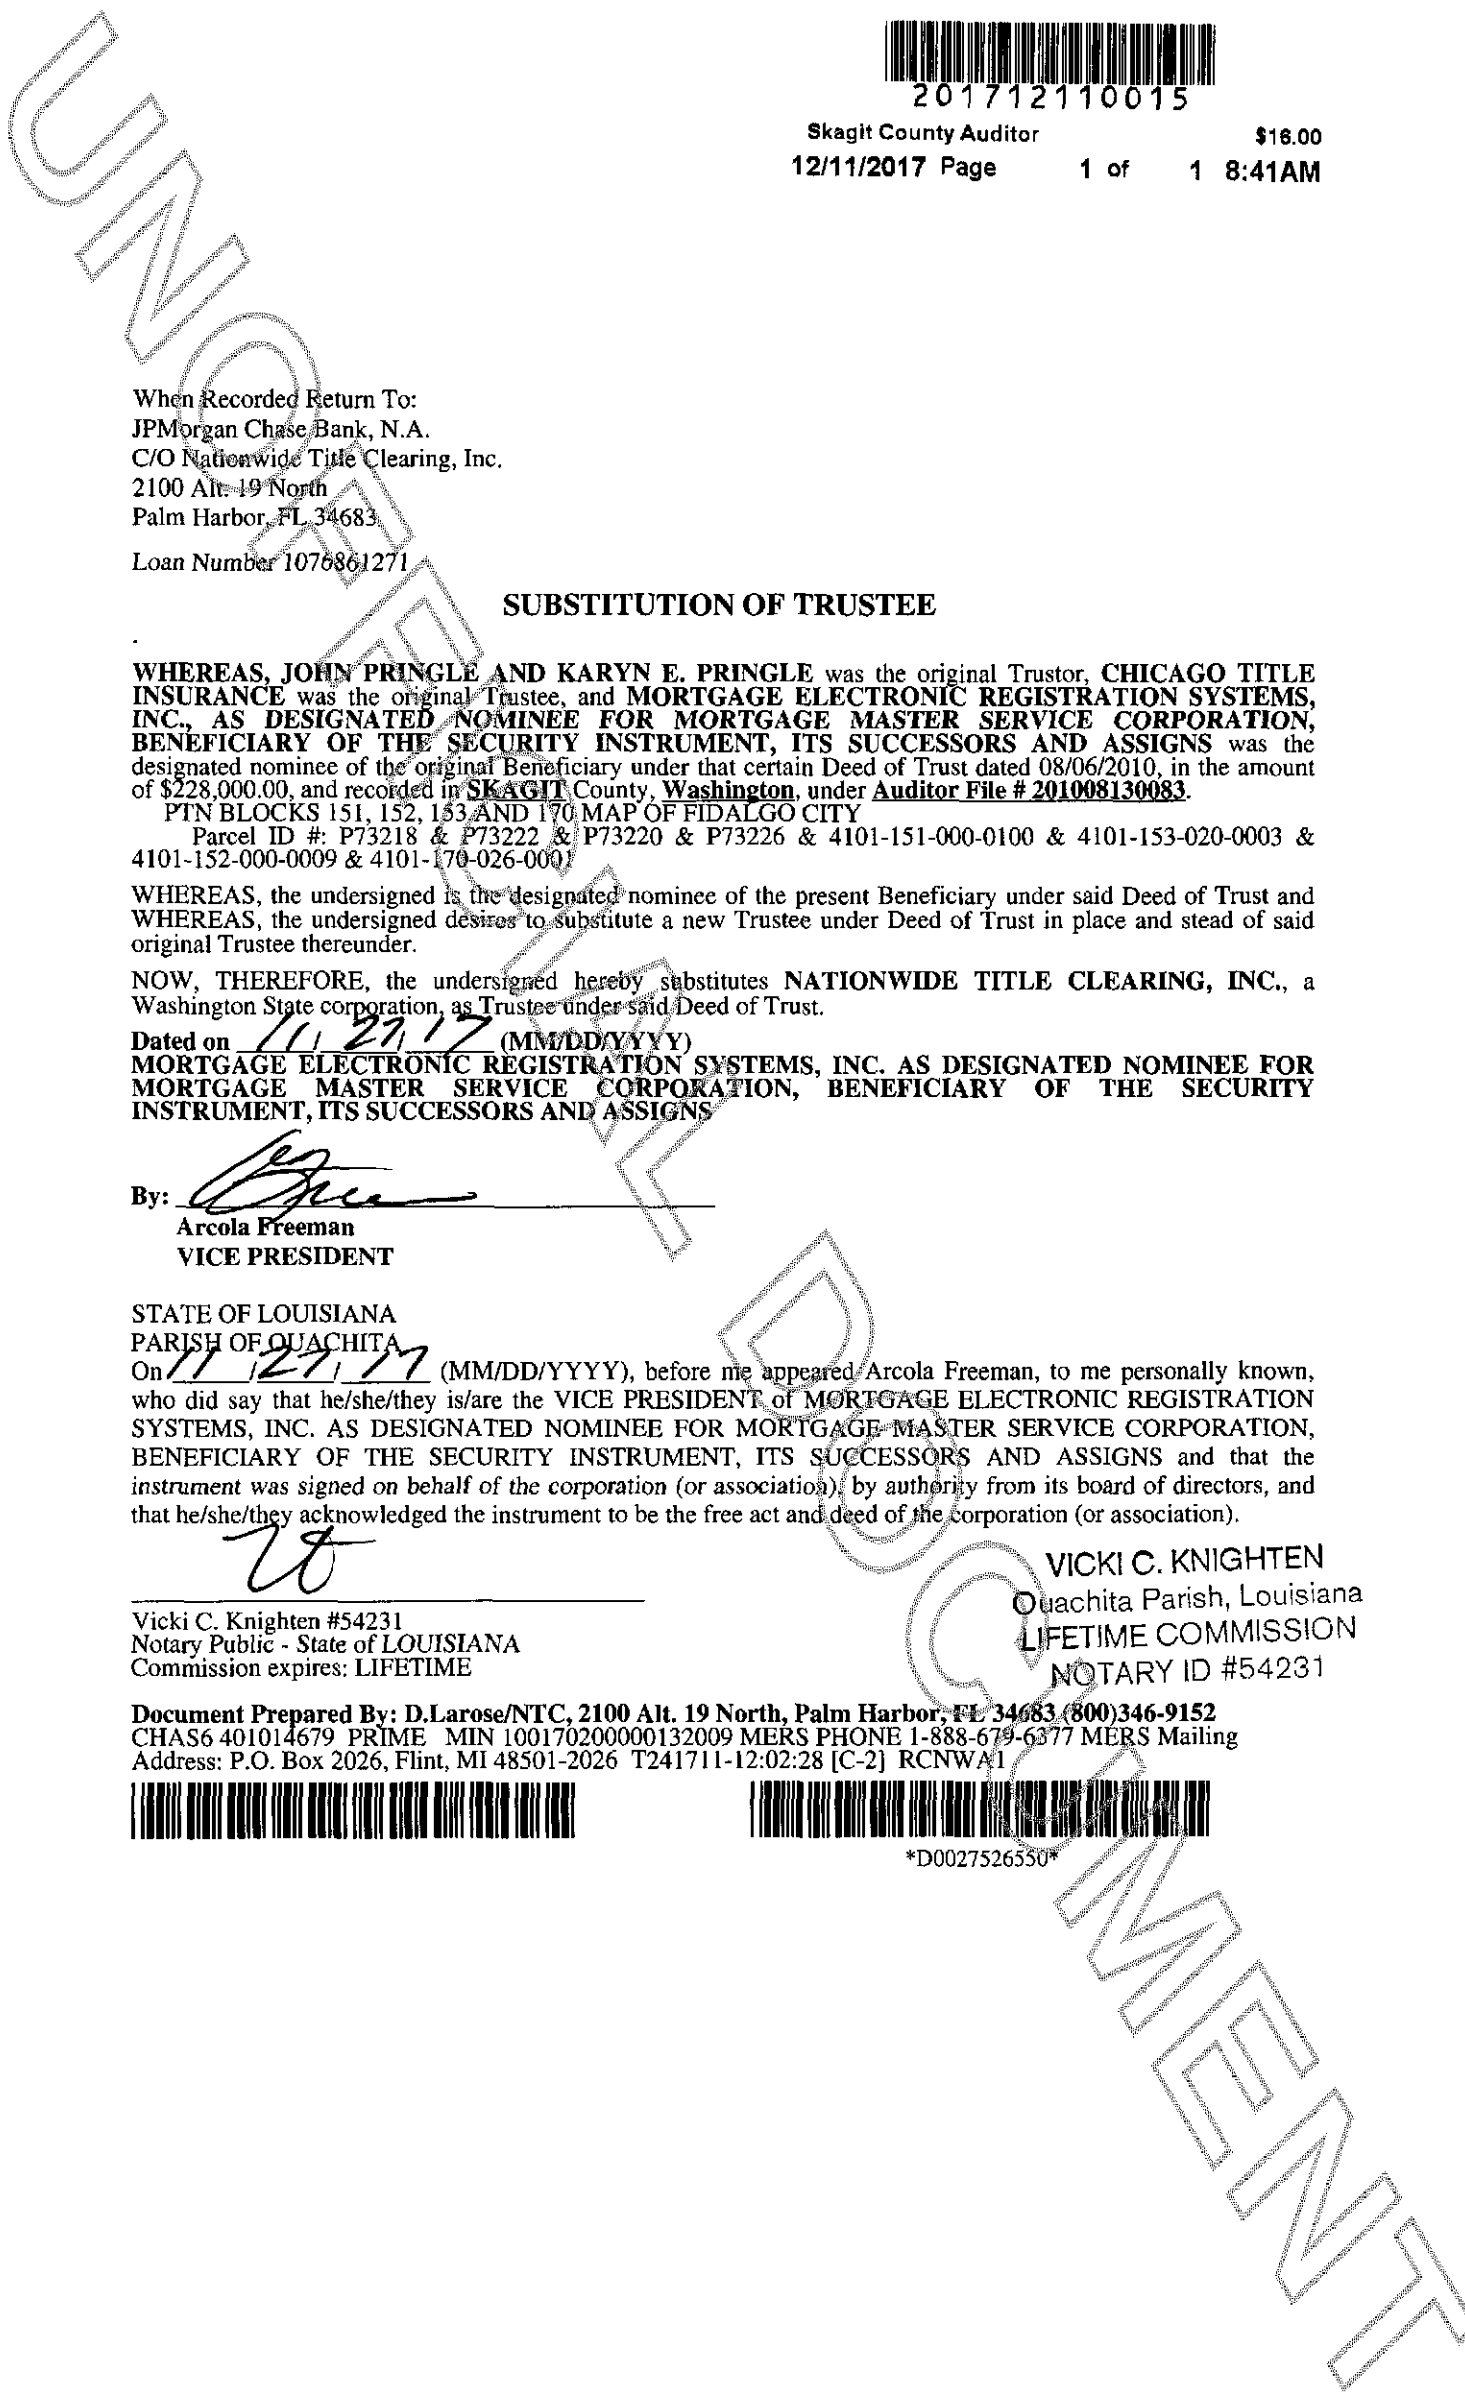 201712110015
Skagit County Auditor $16.00
12/11/2017 Page 1 of 1 8:41AM
When Recorded Return To:
JPMorgan Chase Bank, N.A.
C/O Nationwide Title Clearing, Inc.
2100 Alt. 19 North
Palm Harbor, FL 34683
Loan Number 1076861271
SUBSTITUTION OF TRUSTEE
WHEREAS, JOHN PRINGLE AND KARYN E. PRINGLE was the original Trustor, CHICAGO TITLE
INSURANCE was the original Trustee, and MORTGAGE ELECTRONIC REGISTRATION SYSTEMS,
INC., AS DESIGNATED NOMINEE FOR MORTGAGE MASTER SERVICE CORPORATION,
BENEFICIARY OF THE SECURITY INSTRUMENT, ITS SUCCESSORS AND ASSIGNS was the
designated nominee of the original Beneficiary under that certain Deed of Trust dated 08/06/2010, in the amount
of $228,000.00, and recorded in SKAGIT County, Washington, under Auditor File # 201008130083.
PTN BLOCKS 151, 152, 153 AND 170 MAP OF FIDALGO CITY
Parcel ID #: P73218 & P73222 & P73220 & P73226 & 4101-151-000-0100 & 4101-153-020-0003 &
4101-152-000-0009 & 4101-170-026-0001
WHEREAS, the undersigned is the designated nominee of the present Beneficiary under said Deed of Trust and
WHEREAS, the undersigned desires to substitute a new Trustee under Deed of Trust in place and stead of said
original Trustee thereunder.
NOW, THEREFORE, the undersigned hereby substitutes NATIONWIDE TITLE CLEARING, INC., a
Washington State corporation, as Trustee under said Deed of Trust.
Dated on 11/27/17 (MM/DD/YYYY)
MORTGAGE ELECTRONIC REGISTRATION SYSTEMS, INC. AS DESIGNATED NOMINEE FOR
MORTGAGE MASTER SERVICE CORPORATION, BENEFICIARY OF THE SECURITY
INSTRUMENT, ITS SUCCESSORS AND ASSIGNS
By:
Arcola Freeman
VICE PRESIDENT
STATE OF LOUISIANA
PARISH OF OUACHITA
On 11/27/17 (MM/DD/YYYY), before me appeared Arcola Freeman, to me personally known,
who did say that he/she/they is/are the VICE PRESIDENT of MORTGAGE ELECTRONIC REGISTRATION
SYSTEMS, INC. AS DESIGNATED NOMINEE FOR MORTGAGE MASTER SERVICE CORPORATION,
BENEFICIARY OF THE SECURITY INSTRUMENT, ITS SUCCESSORS AND ASSIGNS and that the
instrument was signed on behalf of the corporation (or association), by authority from its board of directors, and
that he/she/they acknowledged the instrument to be the free act and deed of the corporation (or association).
VICKI C. KNIGHTEN
Ouachita Parish, Louisiana
LIFETIME COMMISSION
NOTARY ID #54231
Vicki C. Knighten #54231
Notary Public - State of LOUISIANA
Commission expires: LIFETIME
Document Prepared By: D.Larose/NTC, 2100 Alt. 19 North, Palm Harbor, FL 34683 (800)346-9152
CHAS6 401014679 PRIME MIN 100170200000132009 MERS PHONE 1-888-679-6377 MERS Mailing
Address: P.O. Box 2026, Flint, MI 48501-2026 T241711-12:02:28 [C-2] RCNWA1
*D0027526550*
UNOFFICIAL DOCUMENT